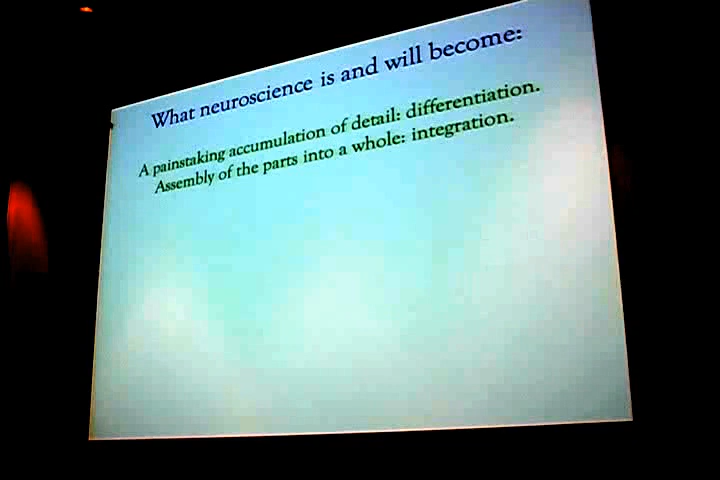 What neuroscience is and will become:
A painstaking accumulation of detail: differentiation.
Assembly of the parts into a whole: integration.